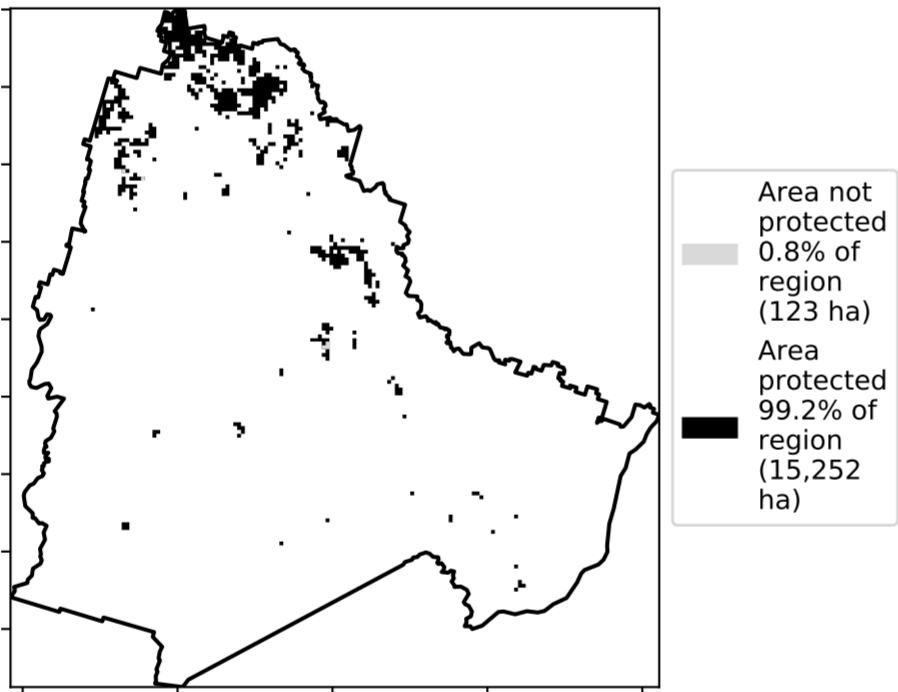 Area not
protected
0.8% of
region
(123 ha)
Area
protected
99.2% of
region
(15,252
ha)